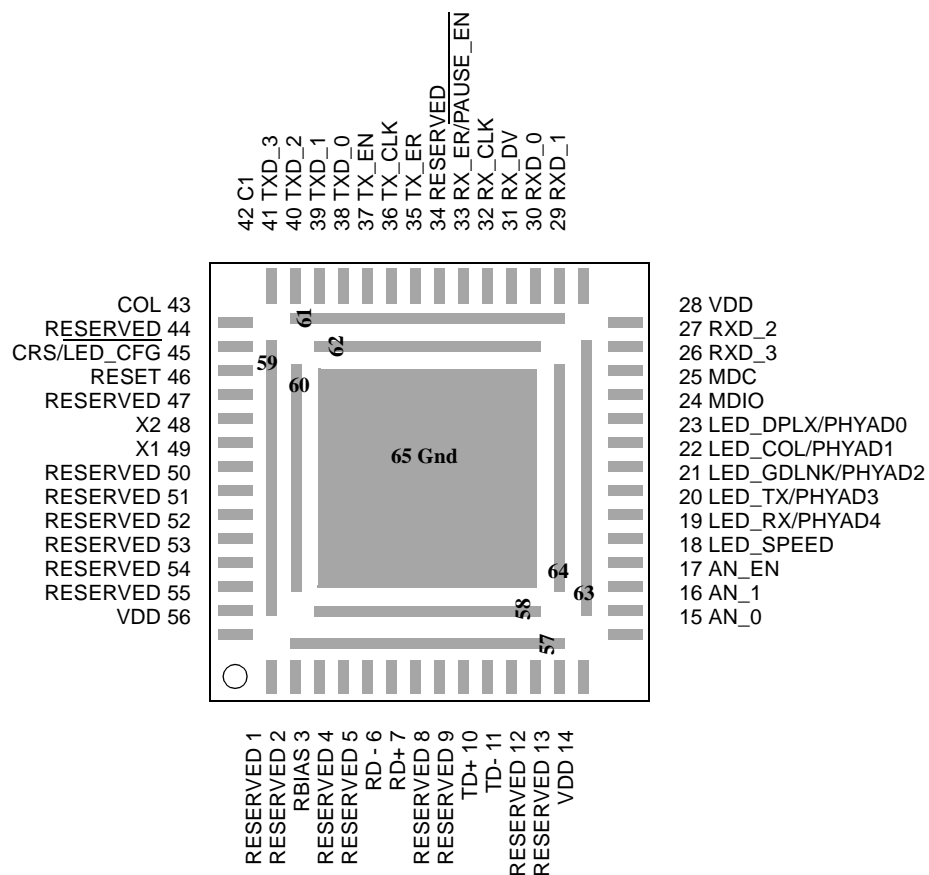 42 C1
41 TXD_3
40 TXD_2
39 TXD_1
38 TXD_0
37 TX_EN
36 TX_CLK
35 TX_ER
34 RESERVED
33 RX_ER/PAUSE_EN
32 RX_CLK
31 RX_DV
30 RXD_0
29 RXD_1
COL 43
RESERVED 44
CRS/LED_CFG 45
RESET 46
RESERVED 47
X2 48
X1 49
RESERVED 50
RESERVED 51
RESERVED 52
RESERVED 53
RESERVED 54
RESERVED 55
VDD 56
61
62
59
60
65 Gnd
64
63
58
57
28 VDD
27 RXD_2
26 RXD_3
25 MDC
24 MDIO
23 LED_DPLX/PHYAD0
22 LED_COL/PHYAD1
21 LED_GDLNK/PHYAD2
20 LED_TX/PHYAD3
19 LED_RX/PHYAD4
18 LED_SPEED
17 AN_EN
16 AN_1
15 AN_0
RESERVED 1
RESERVED 2
RBIAS 3
RESERVED 4
RESERVED 5
RD - 6
RD+ 7
RESERVED 8
RESERVED 9
TD+ 10
TD- 11
RESERVED 12
RESERVED 13
VDD 14